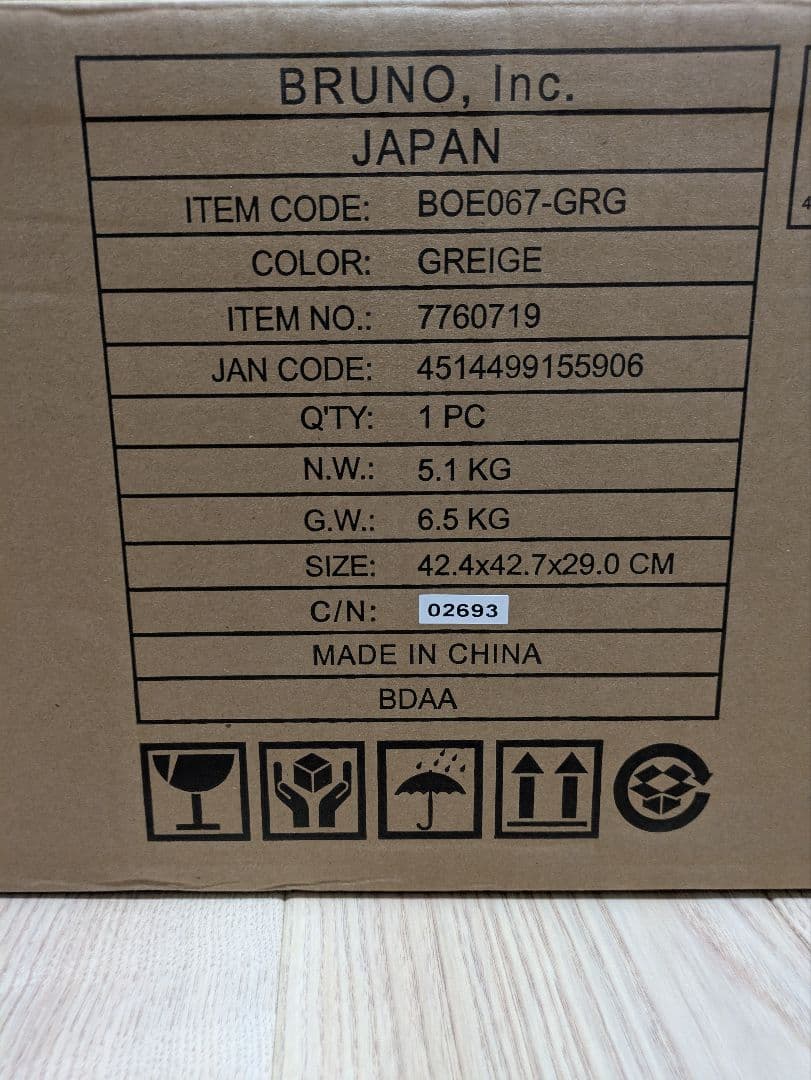 BRUNO, Inc.
JAPAN
ITEM CODE: BOE067-GRG
COLOR: GREIGE
ITEM NO.: 7760719
JAN CODE: 4514499155906
Q'TY: 1 PC
N.W.: 5.1 KG
G.W.: 6.5 KG
SIZE: 42.4x42.7x29.0 CM
C/N: 02693
MADE IN CHINA
BDAA
4